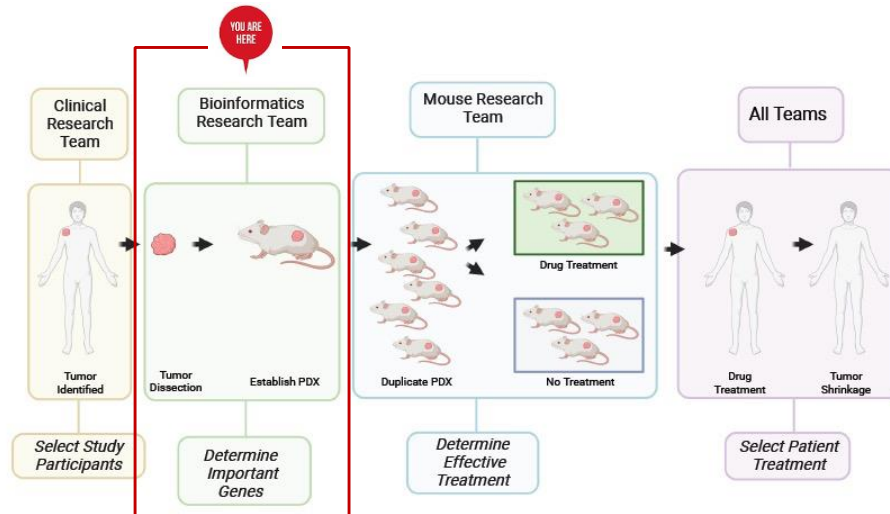 YOU ARE
HERE
Clinical
Research
Team
Bioinformatics
Research Team
Mouse Research
Team
All Teams
Tumor
Identified
Tumor
Dissection
Establish PDX
Duplicate PDX
Drug Treatment
No Treatment
Drug
Treatment
Tumor
Shrinkage
Select Study
Participants
Determine
Important
Genes
Determine
Effective
Treatment
Select Patient
Treatment